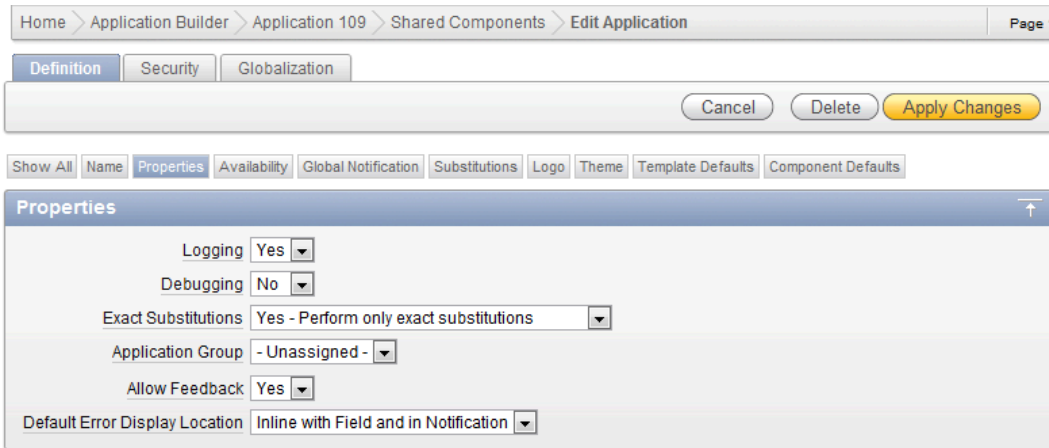 Home Application Builder Application 109 Shared Components Edit Application Page
Definition Security Globalization
Cancel Delete Apply Changes
Show All Name Properties Availability Global Notification Substitutions Logo Theme Template Defaults Component Defaults
Properties
Logging Yes
Debugging No
Exact Substitutions Yes - Perform only exact substitutions
Application Group - Unassigned -
Allow Feedback Yes
Default Error Display Location Inline with Field and in Notification